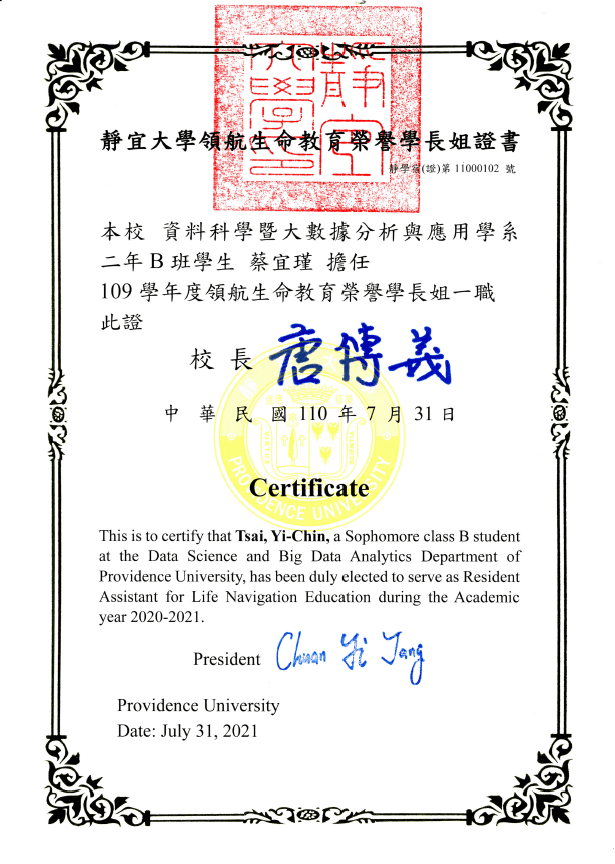 靜宜大學領航生命教育榮譽學長姐證書
(證)第 11000102 號
本校 資料科學暨大數據分析與應用學系
二年 B 班學生 蔡宜瑾 擔任
109 學年度領航生命教育榮譽學長姐一職
此證
校長 唐傳義
中 華 民 國 110 年 7 月 31 日
PROVIDENCE UNIVERSITY
Certificate
This is to certify that Tsai, Yi-Chin, a Sophomore class B student
at the Data Science and Big Data Analytics Department of
Providence University, has been duly elected to serve as Resident
Assistant for Life Navigation Education during the Academic
year 2020-2021.
President Chuan Yi Tang
Providence University
Date: July 31, 2021